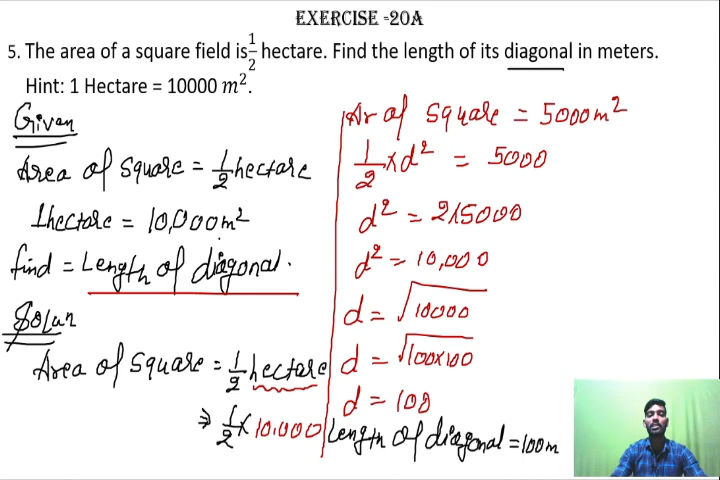 EXERCISE -20A
5. The area of a square field is 1/2 hectare. Find the length of its diagonal in meters.
Hint: 1 Hectare = 10000 m².
Given
Area of square = 1/2 hectare
1hectare = 10,000m²
find = Length of diagonal.
Solun
Area of square = 1/2 hectare
⇒ 1/2 × 10,000
Ar of square = 5000m²
1/2 × d² = 5000
d² = 2×5000
d² = 10,000
d = √10000
d = √100×100
d = 100
Length of diagonal = 100m